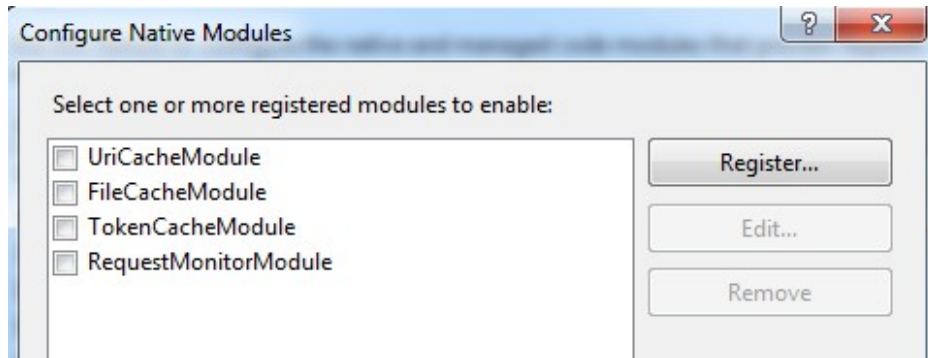 Configure Native Modules
?
X
Select one or more registered modules to enable:
UriCacheModule
FileCacheModule
TokenCacheModule
RequestMonitorModule
Register...
Edit...
Remove